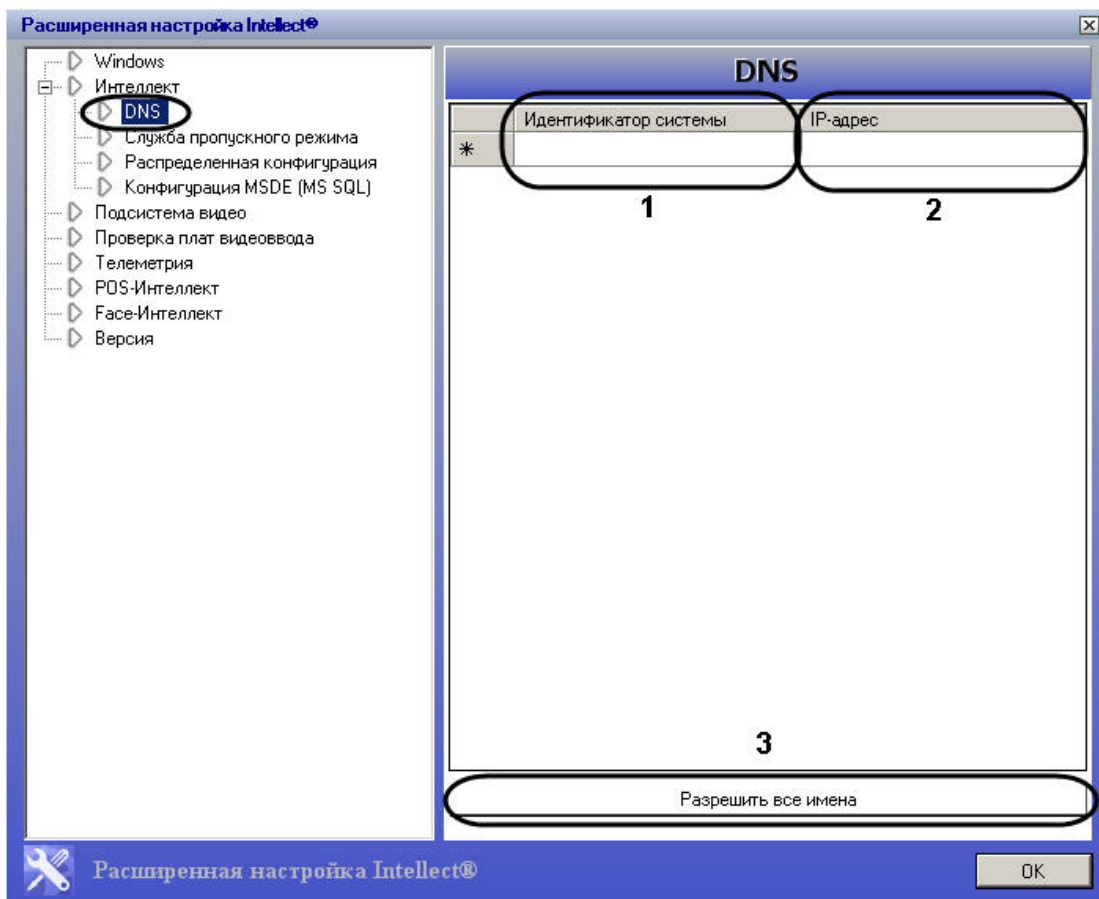 Расширенная настройка Intellect®
Windows
Интеллект
DNS
Служба пропускного режима
Распределенная конфигурация
Конфигурация MSDE (MS SQL)
Подсистема видео
Проверка плат видеоввода
Телеметрия
POS-Интеллект
Face-Интеллект
Версия
DNS
Идентификатор системы IP-адрес
*
1 2
3
Разрешить все имена
Расширенная настройка Intellect®
OK